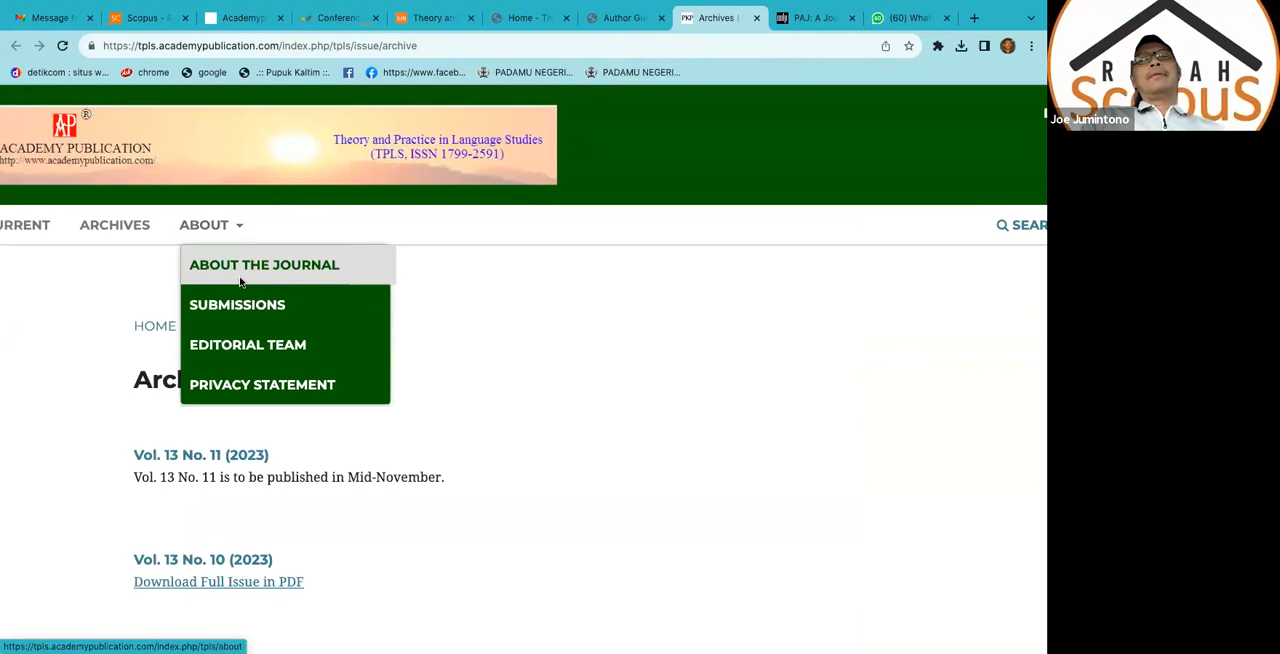 Message f
Scopus - R
Academyp
Conferenc
Theory an
Home - Th
Author Gu
Archives |
PAJ: A Jou
(60) What
https://tpls.academypublication.com/index.php/tpls/issue/archive
detikcom : situs w...
chrome
google
.:: Pupuk Kaltim ::.
https://www.faceb...
PADAMU NEGERI...
PADAMU NEGERI...
ACADEMY PUBLICATION
http://www.academypublication.com/
Theory and Practice in Language Studies
(TPLS, ISSN 1799-2591)
URRENT
ARCHIVES
ABOUT
SEAR
ABOUT THE JOURNAL
SUBMISSIONS
EDITORIAL TEAM
PRIVACY STATEMENT
HOME
Arc
Vol. 13 No. 11 (2023)
Vol. 13 No. 11 is to be published in Mid-November.
Vol. 13 No. 10 (2023)
Download Full Issue in PDF
https://tpls.academypublication.com/index.php/tpls/about
R AH
ScopuS
Joe Jumintono